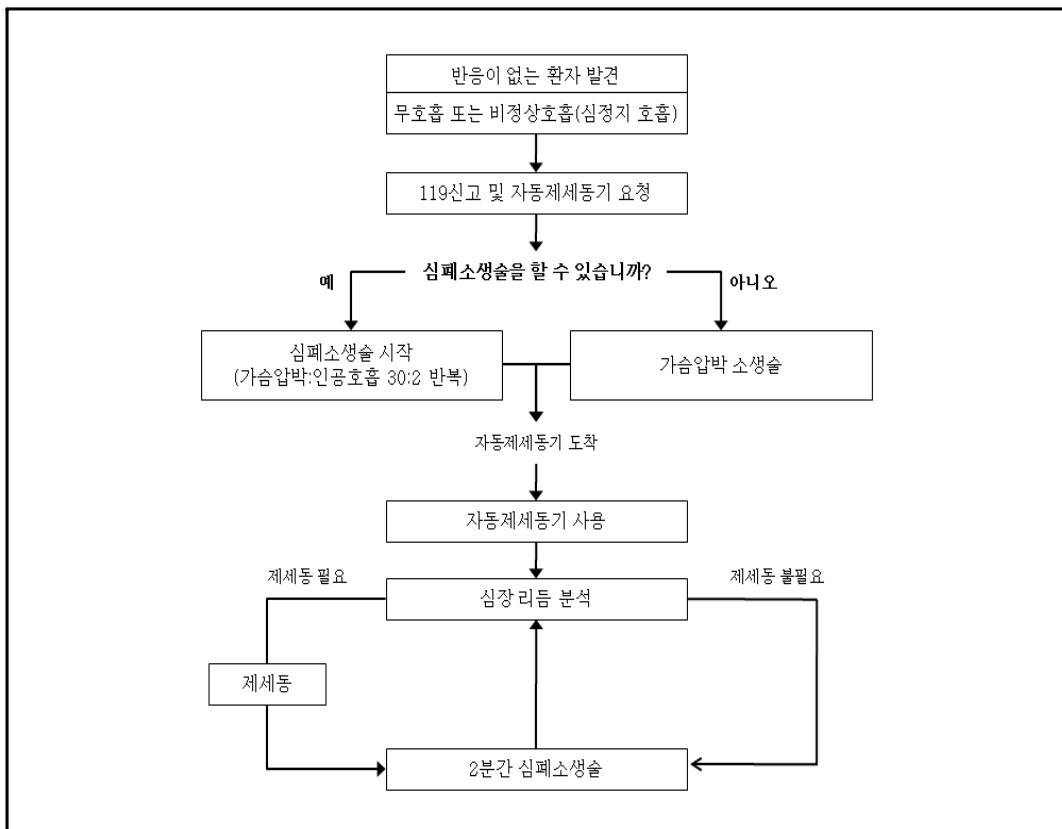 반응이 없는 환자 발견
무호흡 또는 비정상호흡(심정지 호흡)
119신고 및 자동제세동기 요청
심폐소생술을 할 수 있습니까?
예
아니오
심폐소생술 시작
(가슴압박:인공호흡 30:2 반복)
가슴압박 소생술
자동제세동기 도착
자동제세동기 사용
제세동 필요
제세동 불필요
심장 리듬 분석
제세동
2분간 심폐소생술